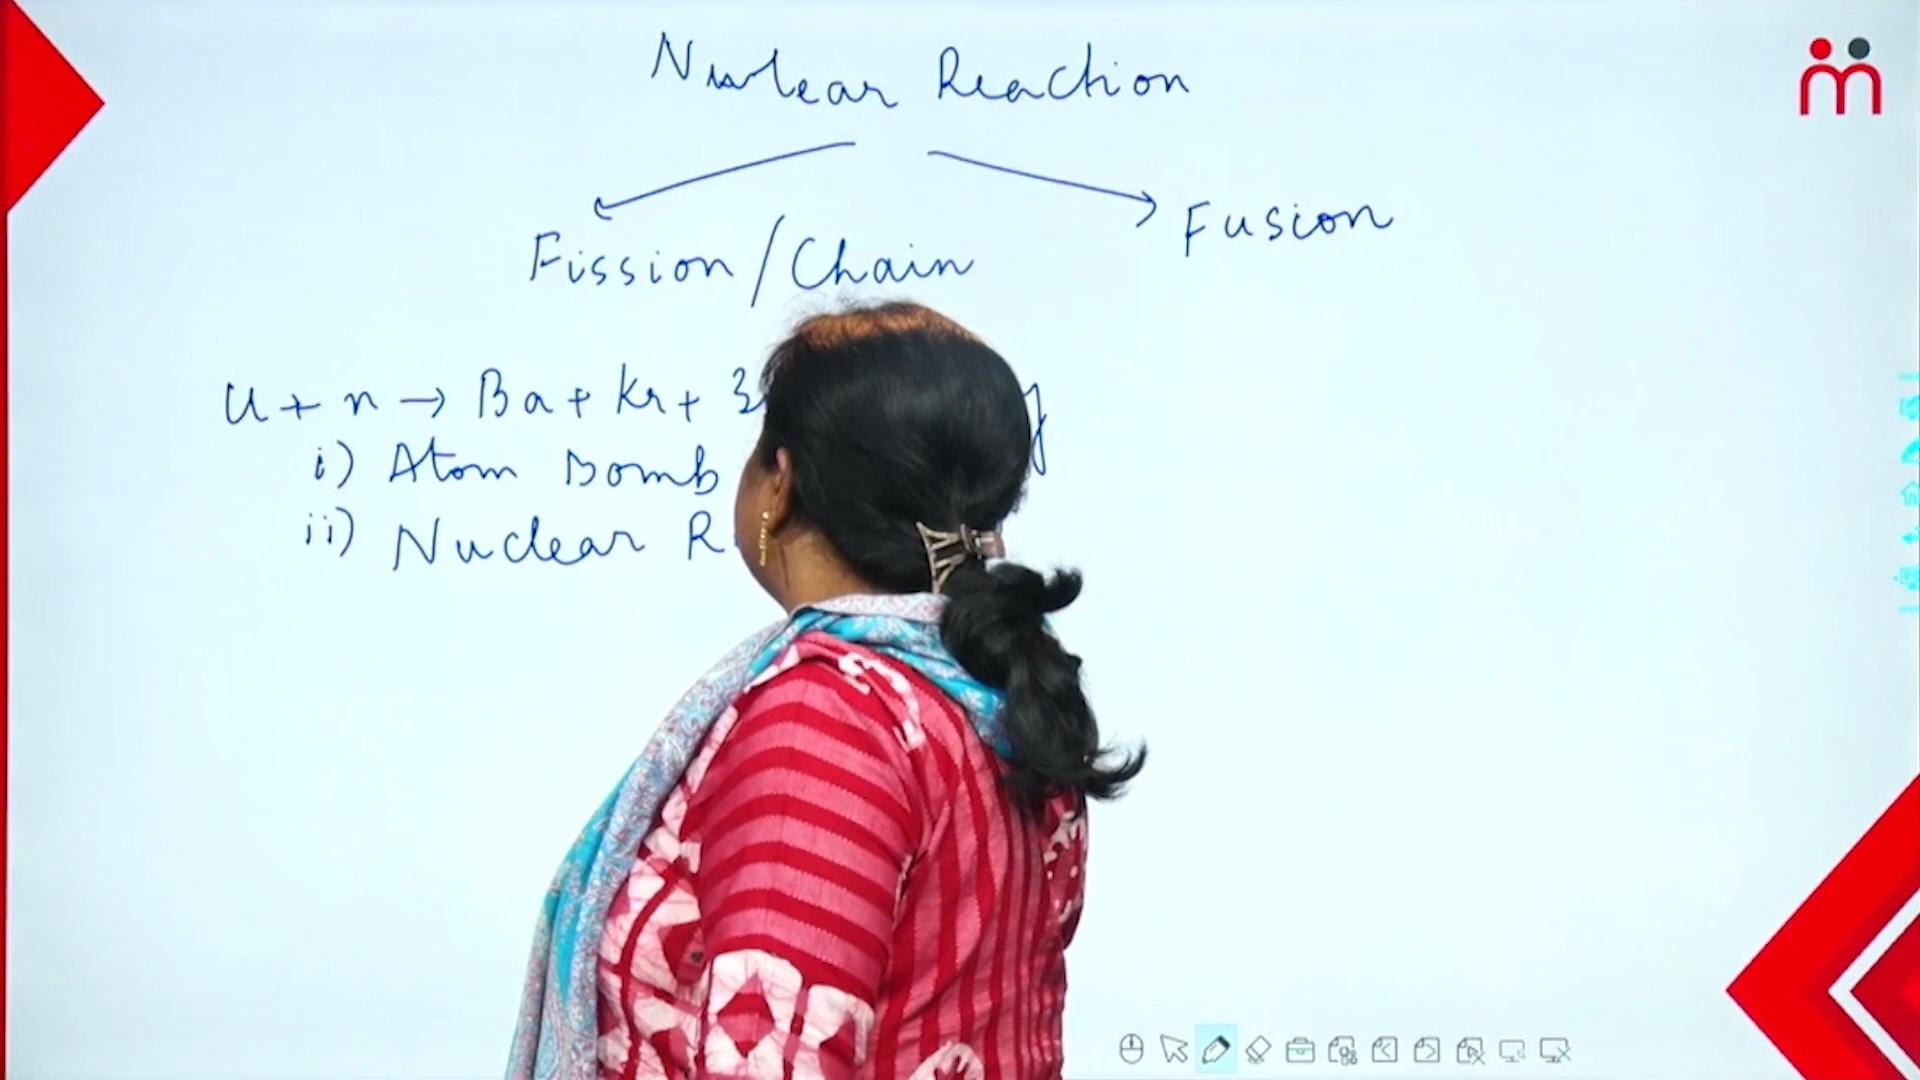 Nuclear Reaction
Fission / Chain
Fusion
U + n → Ba + Kr + 3
i) Atom Bomb
ii) Nuclear R